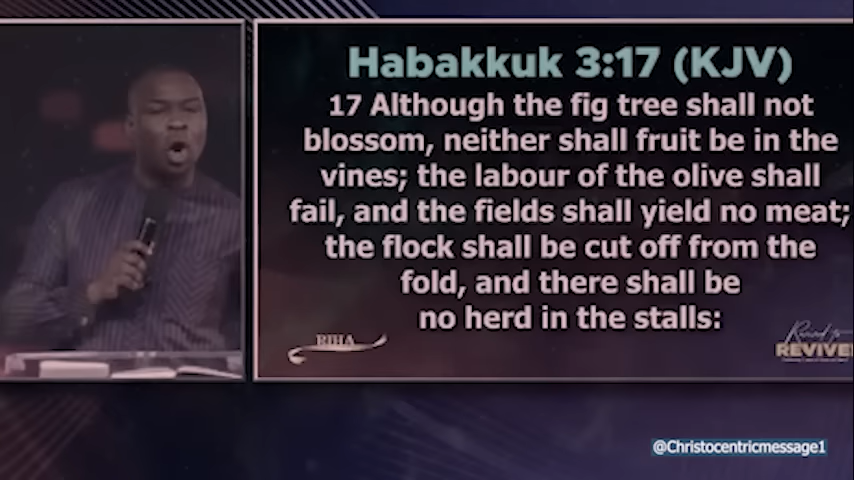 Habakkuk 3:17 (KJV)
17 Although the fig tree shall not
blossom, neither shall fruit be in the
vines; the labour of the olive shall
fail, and the fields shall yield no meat;
the flock shall be cut off from the
fold, and there shall be
no herd in the stalls:
RIHA
REVIVE
@Christocentricmessage1